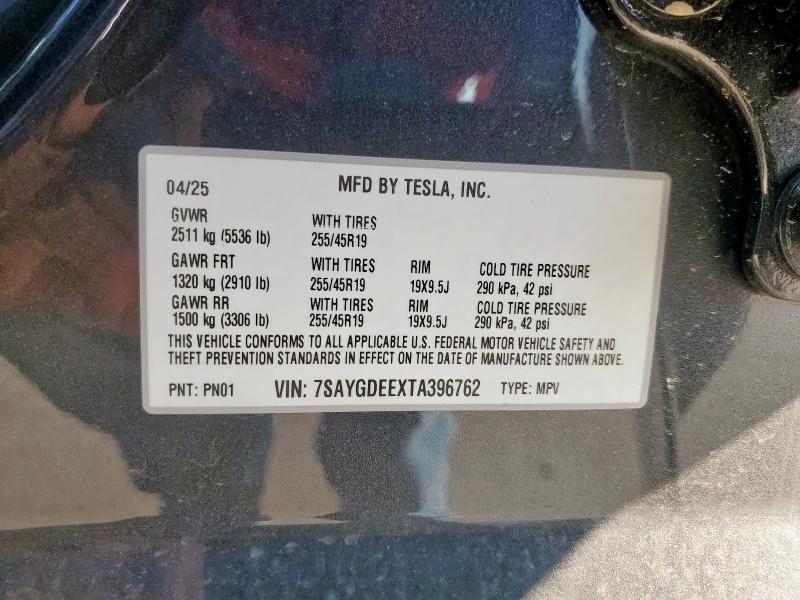 04/25 MFD BY TESLA, INC.
GVWR
2511 kg (5536 lb)
WITH TIRES
255/45R19
GAWR FRT WITH TIRES RIM COLD TIRE PRESSURE
1320 kg (2910 lb) 255/45R19 19X9.5J 290 kPa, 42 psi
GAWR RR WITH TIRES RIM COLD TIRE PRESSURE
1500 kg (3306 lb) 255/45R19 19X9.5J 290 kPa, 42 psi
THIS VEHICLE CONFORMS TO ALL APPLICABLE U.S. FEDERAL MOTOR VEHICLE SAFETY AND
THEFT PREVENTION STANDARDS IN EFFECT ON THE DATE OF MANUFACTURE SHOWN ABOVE.
PNT: PN01 VIN: 7SAYGDEEXTA396762 TYPE: MPV